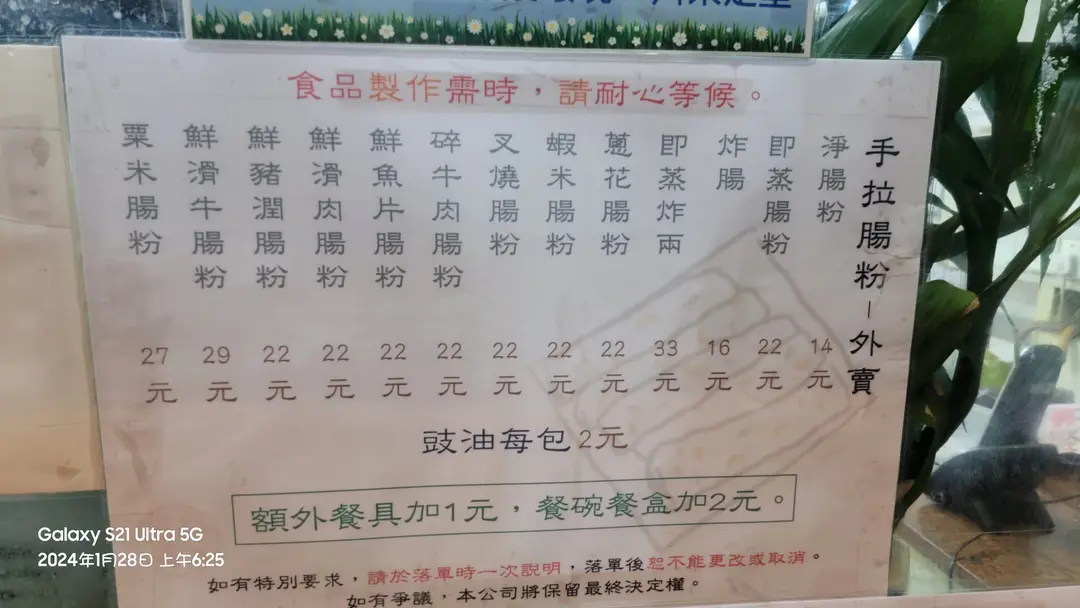 食品製作需時，請耐心等候。
手拉腸粉－外賣
淨腸粉 14元
即蒸腸粉 22元
炸腸 16元
即蒸炸兩 33元
蔥花腸粉 22元
蝦米腸粉 22元
叉燒腸粉 22元
碎牛肉腸粉 22元
鮮魚片腸粉 22元
鮮滑肉腸粉 22元
鮮豬潤腸粉 22元
鮮滑牛腸粉 29元
粟米腸粉 27元
豉油每包2元
額外餐具加1元，餐碗餐盒加2元。
如有特別要求，請於落單時一次說明，落單後恕不能更改或取消。
如有爭議，本公司將保留最終決定權。
Galaxy S21 Ultra 5G
2024年1月28日 上午6:25